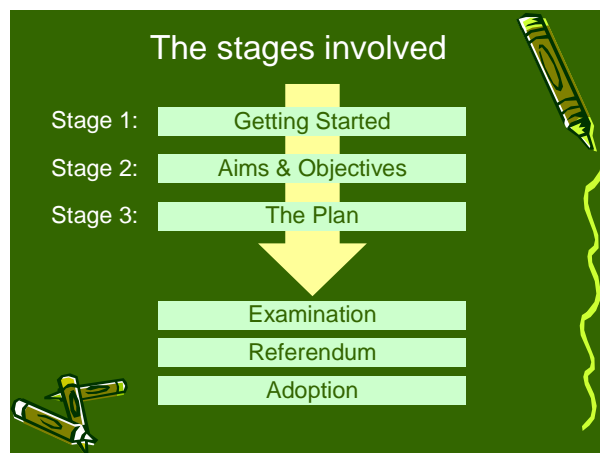 The stages involved
Stage 1: Getting Started
Stage 2: Aims & Objectives
Stage 3: The Plan
Examination
Referendum
Adoption